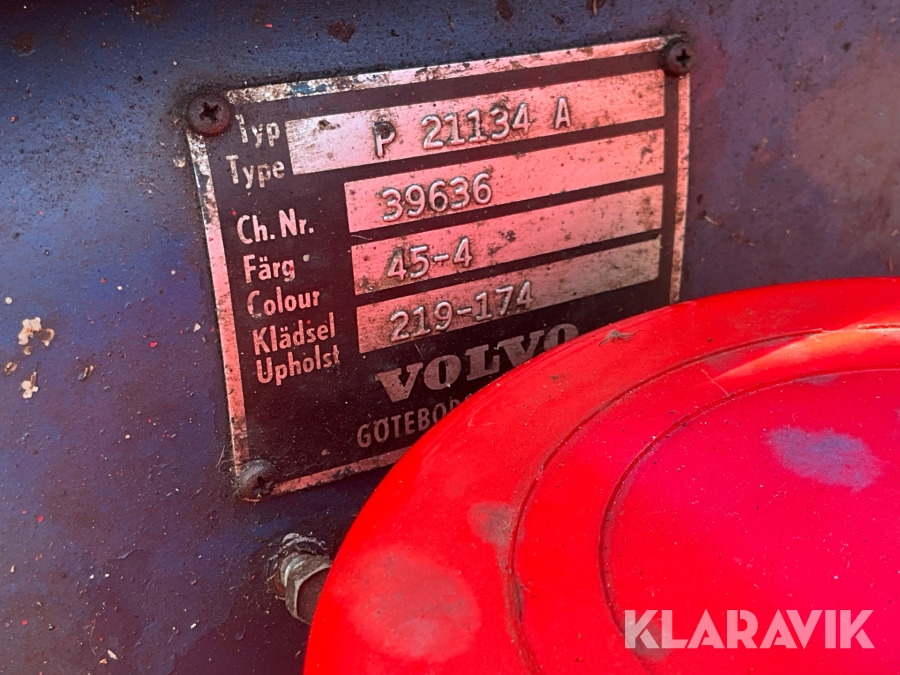 Typ
Type P 21134 A
Ch.Nr. 39636
Färg
Colour 45-4
Klädsel
Upholst 219-174
VOLVO
KLARAVIK